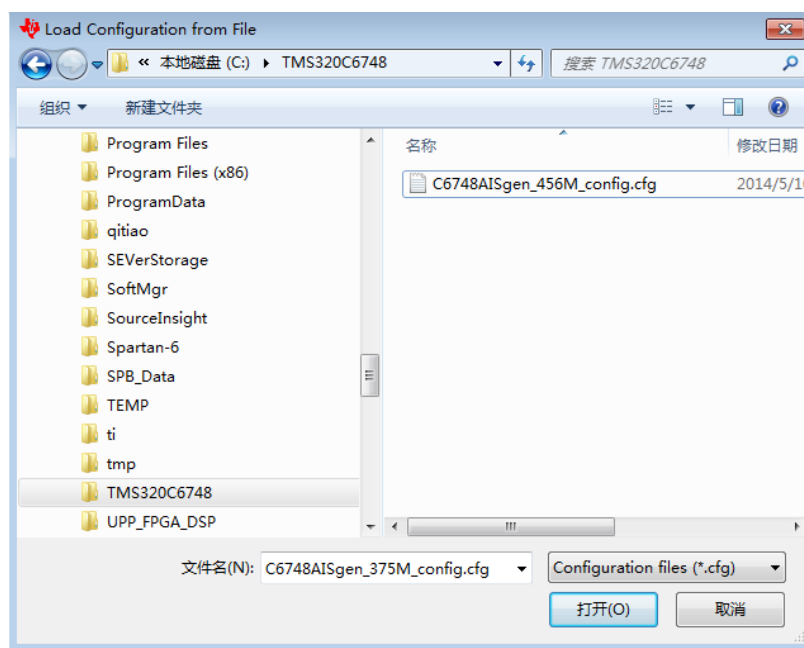 Load Configuration from File
« 本地磁盘 (C:) ▸ TMS320C6748
搜索 TMS320C6748
组织 ▼ 新建文件夹
Program Files
Program Files (x86)
ProgramData
qitiao
SEVerStorage
SoftMgr
SourceInsight
Spartan-6
SPB_Data
TEMP
ti
tmp
TMS320C6748
UPP_FPGA_DSP
名称 修改日期
C6748AISgen_456M_config.cfg 2014/5/1
文件名(N): C6748AISgen_375M_config.cfg Configuration files (*.cfg)
打开(O) 取消